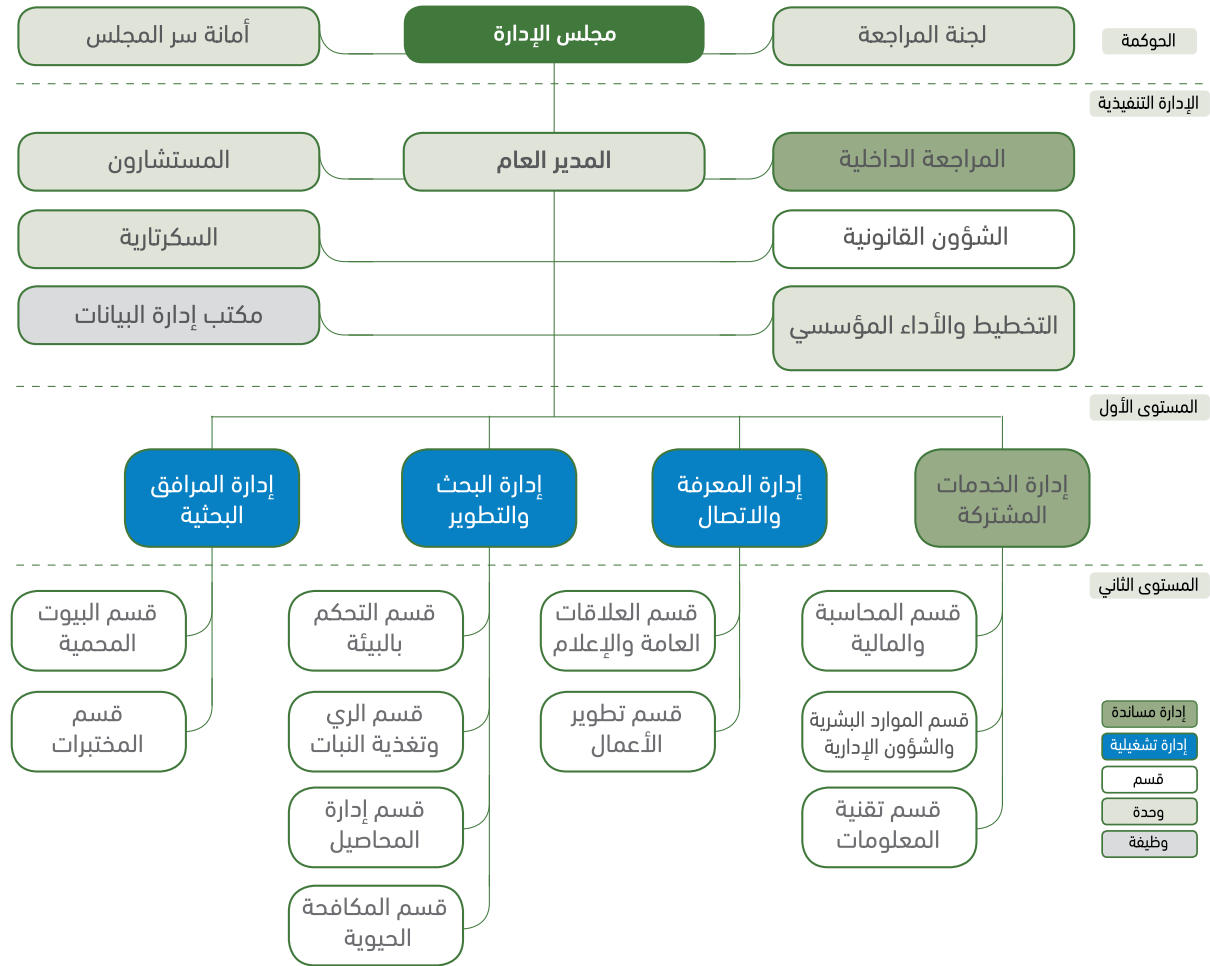 الحوكمة
لجنة المراجعة
مجلس الإدارة
أمانة سر المجلس
الإدارة التنفيذية
المراجعة الداخلية
المدير العام
المستشارون
الشؤون القانونية
السكرتارية
التخطيط والأداء المؤسسي
مكتب إدارة البيانات
المستوى الأول
إدارة الخدمات
المشتركة
إدارة المعرفة
والاتصال
إدارة البحث
والتطوير
إدارة المرافق
البحثية
المستوى الثاني
قسم المحاسبة
والمالية
قسم الموارد البشرية
والشؤون الإدارية
قسم تقنية
المعلومات
قسم العلاقات
العامة والإعلام
قسم تطوير
الأعمال
قسم التحكم
بالبيئة
قسم الري
وتغذية النبات
قسم إدارة
المحاصيل
قسم المكافحة
الحيوية
قسم البيوت
المحمية
قسم
المختبرات
إدارة مساندة
إدارة تشغيلية
قسم
وحدة
وظيفة